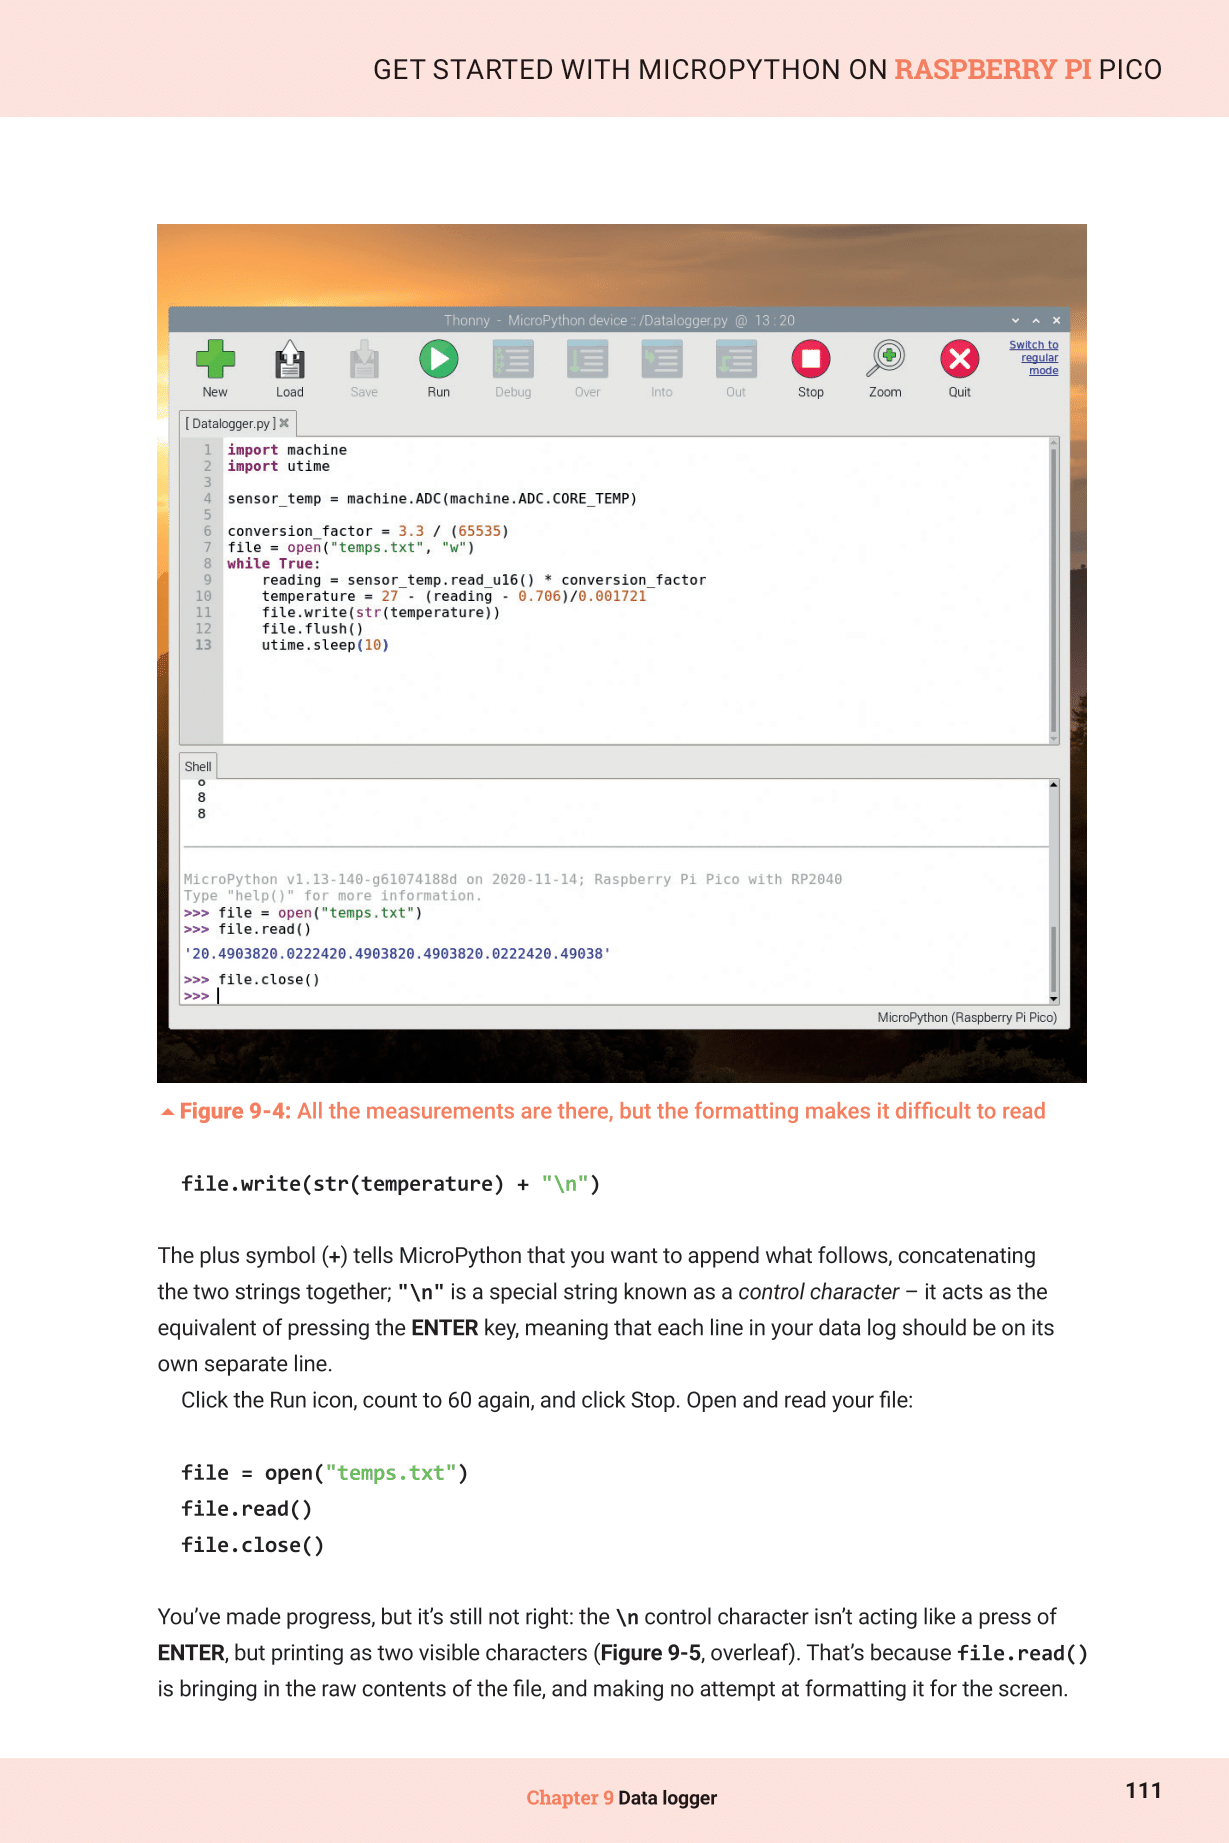 GET STARTED WITH MICROPYTHON ON RASPBERRY PI PICO
Thonny - MicroPython device :: /Datalogger.py @ 13 : 20
Switch to
regular
mode
New Load Save Run Debug Over Into Out Stop Zoom Quit
[ Datalogger.py ]
1 import machine
2 import utime
3
4 sensor_temp = machine.ADC(machine.ADC.CORE_TEMP)
5
6 conversion_factor = 3.3 / (65535)
7 file = open("temps.txt", "w")
8 while True:
9     reading = sensor_temp.read_u16() * conversion_factor
10     temperature = 27 - (reading - 0.706)/0.001721
11     file.write(str(temperature))
12     file.flush()
13     utime.sleep(10)
Shell
8
8
8
MicroPython v1.13-140-g61074188d on 2020-11-14; Raspberry Pi Pico with RP2040
Type "help()" for more information.
>>> file = open("temps.txt")
>>> file.read()
'20.4903820.0222420.4903820.4903820.0222420.49038'
>>> file.close()
>>>
MicroPython (Raspberry Pi Pico)
Figure 9-4: All the measurements are there, but the formatting makes it difficult to read
file.write(str(temperature) + "\n")
The plus symbol (+) tells MicroPython that you want to append what follows, concatenating
the two strings together; "\n" is a special string known as a control character – it acts as the
equivalent of pressing the ENTER key, meaning that each line in your data log should be on its
own separate line.
Click the Run icon, count to 60 again, and click Stop. Open and read your file:
file = open("temps.txt")
file.read()
file.close()
You’ve made progress, but it’s still not right: the \n control character isn’t acting like a press of
ENTER, but printing as two visible characters (Figure 9-5, overleaf). That’s because file.read()
is bringing in the raw contents of the file, and making no attempt at formatting it for the screen.
Chapter 9 Data logger
111